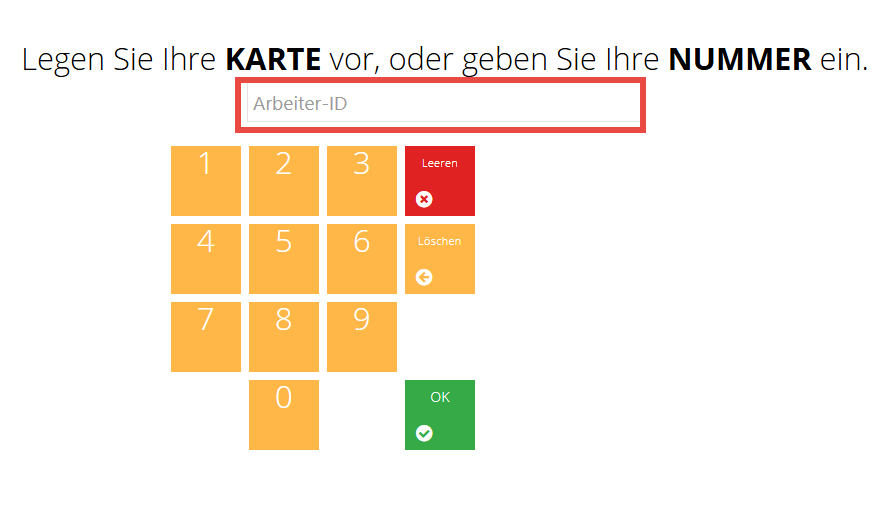 Legen Sie Ihre KARTE vor, oder geben Sie Ihre NUMMER ein.
Arbeiter-ID
1 2 3 Leeren
4 5 6 Löschen
7 8 9
0 OK